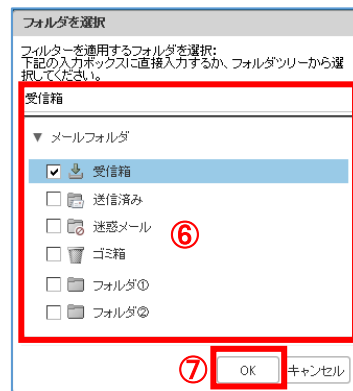 フォルダを選択
フィルターを適用するフォルダを選択:
下記の入力ボックスに直接入力するか、フォルダツリーから選
択してください。
受信箱
▼ メールフォルダ
受信箱
送信済み
迷惑メール
ゴミ箱
フォルダ①
フォルダ②
⑥
⑦
OK
キャンセル